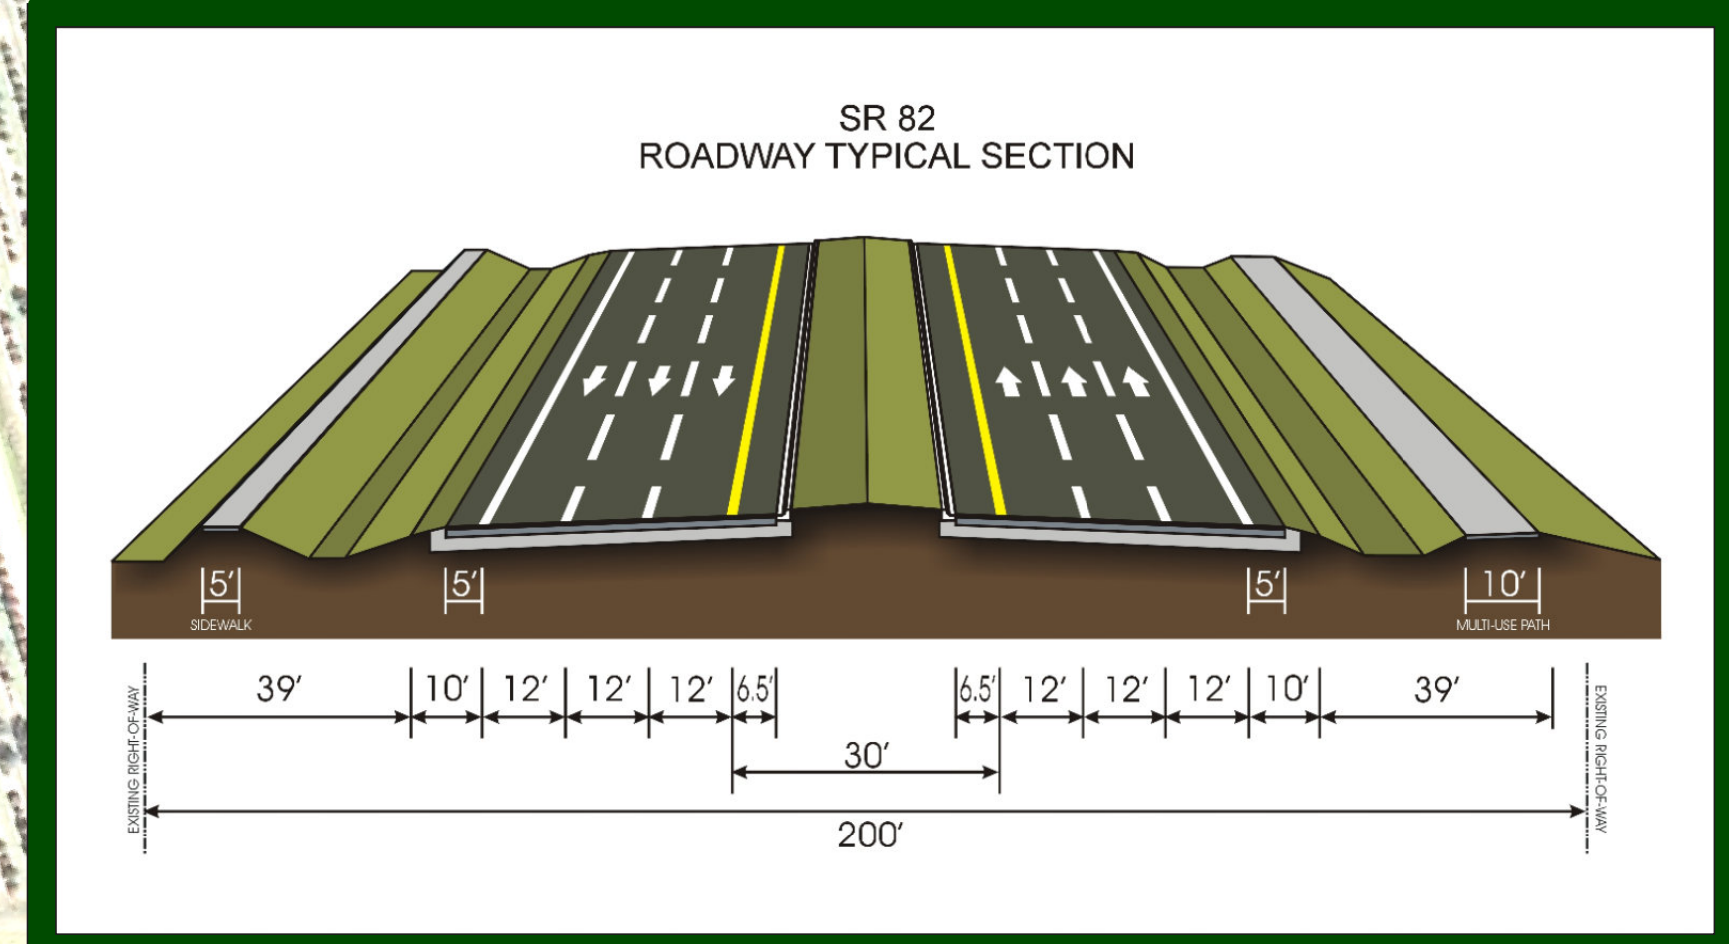 SR 82
ROADWAY TYPICAL SECTION
5' 5' 5' 10'
SIDEWALK MULTI-USE PATH
39' 10' 12' 12' 12' 6.5' 6.5' 12' 12' 12' 10' 39'
EXISTING RIGHT-OF-WAY
EXISTING RIGHT-OF-WAY
30'
200'